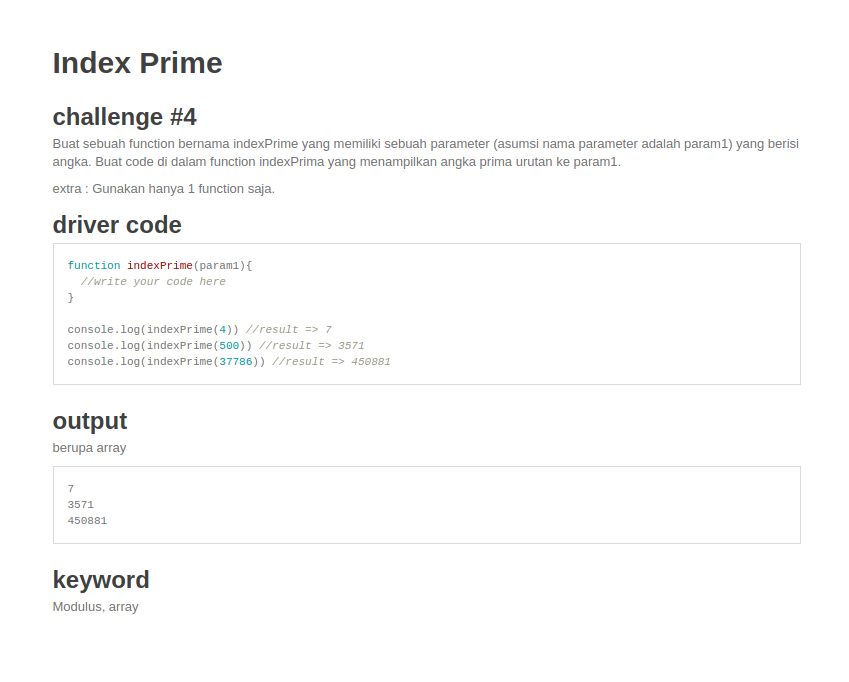 Index Prime
challenge #4
Buat sebuah function bernama indexPrime yang memiliki sebuah parameter (asumsi nama parameter adalah param1) yang berisi
angka. Buat code di dalam function indexPrima yang menampilkan angka prima urutan ke param1.
extra : Gunakan hanya 1 function saja.
driver code
function indexPrime(param1){
  //write your code here
}
console.log(indexPrime(4)) //result => 7
console.log(indexPrime(500)) //result => 3571
console.log(indexPrime(37786)) //result => 450881
output
berupa array
7
3571
450881
keyword
Modulus, array